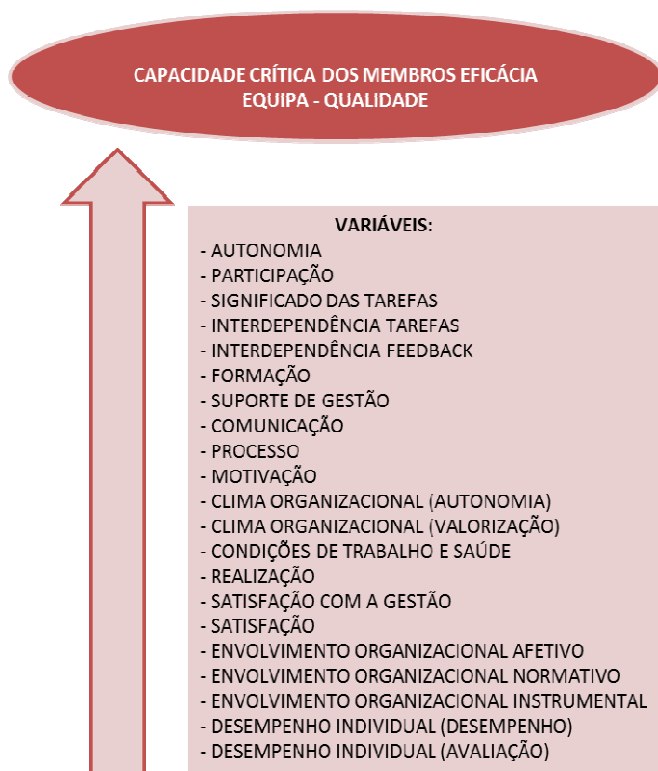 CAPACIDADE CRÍTICA DOS MEMBROS EFICÁCIA
EQUIPA - QUALIDADE
VARIÁVEIS:
- AUTONOMIA
- PARTICIPAÇÃO
- SIGNIFICADO DAS TAREFAS
- INTERDEPENDÊNCIA TAREFAS
- INTERDEPENDÊNCIA FEEDBACK
- FORMAÇÃO
- SUPORTE DE GESTÃO
- COMUNICAÇÃO
- PROCESSO
- MOTIVAÇÃO
- CLIMA ORGANIZACIONAL (AUTONOMIA)
- CLIMA ORGANIZACIONAL (VALORIZAÇÃO)
- CONDIÇÕES DE TRABALHO E SAÚDE
- REALIZAÇÃO
- SATISFAÇÃO COM A GESTÃO
- SATISFAÇÃO
- ENVOLVIMENTO ORGANIZACIONAL AFETIVO
- ENVOLVIMENTO ORGANIZACIONAL NORMATIVO
- ENVOLVIMENTO ORGANIZACIONAL INSTRUMENTAL
- DESEMPENHO INDIVIDUAL (DESEMPENHO)
- DESEMPENHO INDIVIDUAL (AVALIAÇÃO)